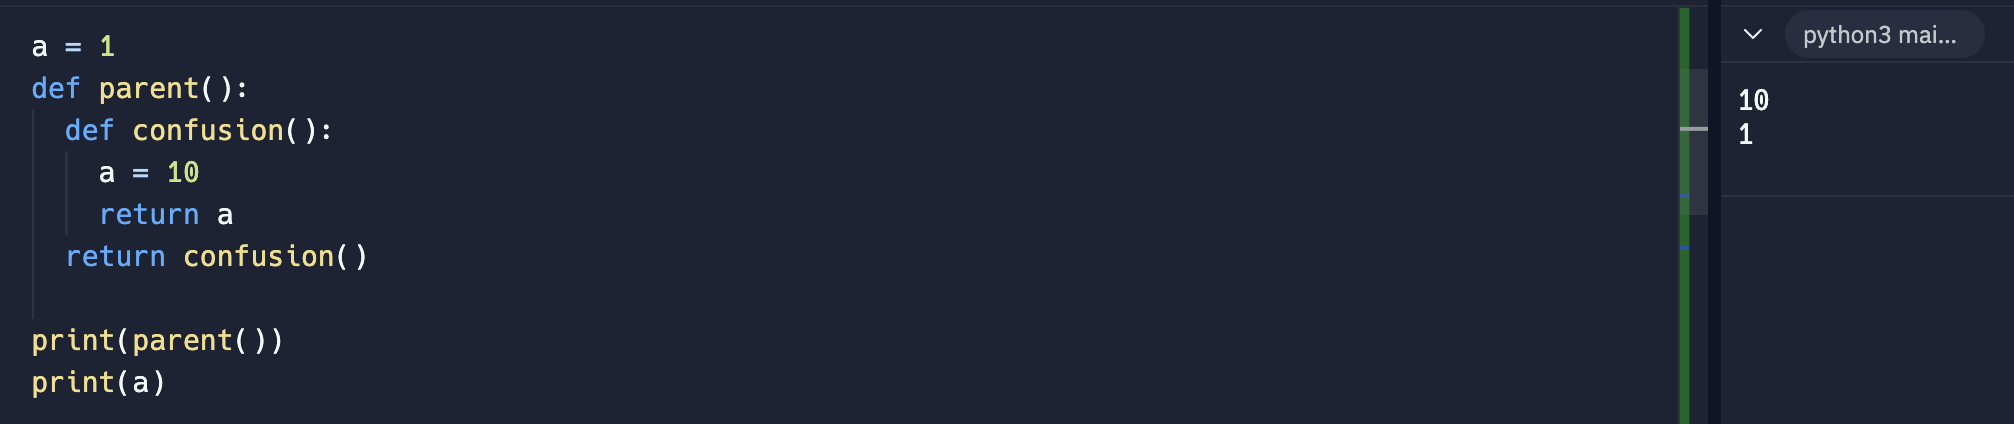 a = 1
def parent():
  def confusion():
    a = 10
    return a
  return confusion()

print(parent())
print(a)
python3 mai...
10
1